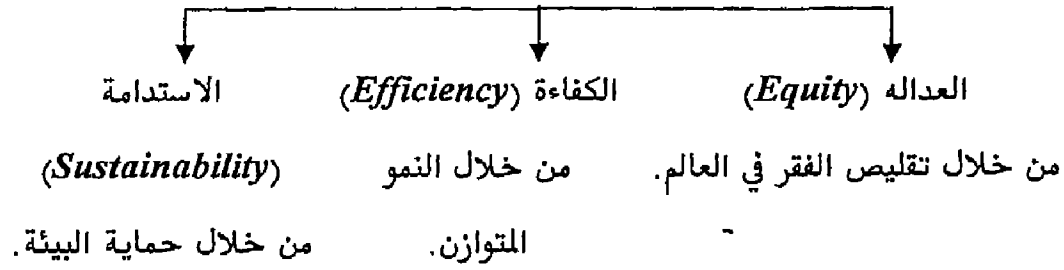 العداله (Equity) الكفاءة (Efficiency) الاستدامة
من خلال تقليص الفقر في العالم. من خلال النمو (Sustainability)
المتوازن. من خلال حماية البيئة.